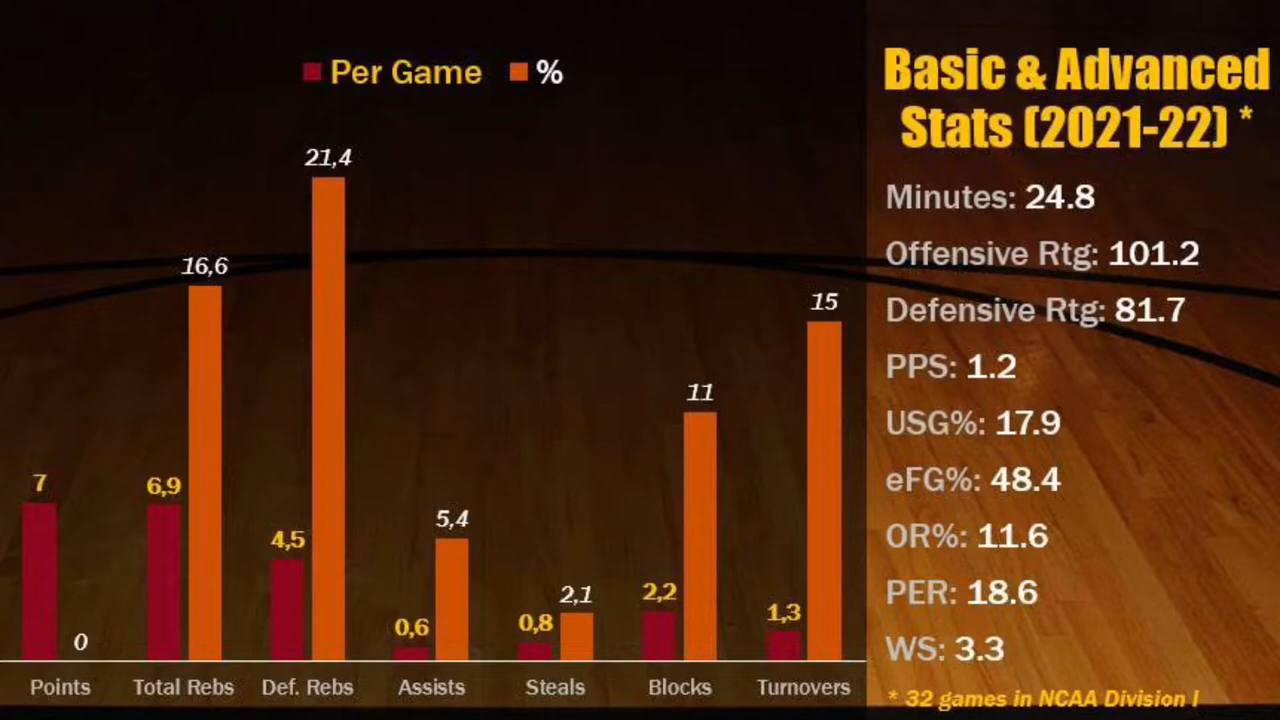 Per Game %
Basic & Advanced
Stats (2021-22) *
21,4
16,6
15
11
7
6,9
4,5
5,4
0
0,6
0,8
2,1
2,2
1,3
Points Total Rebs Def. Rebs Assists Steals Blocks Turnovers
Minutes: 24.8
Offensive Rtg: 101.2
Defensive Rtg: 81.7
PPS: 1.2
USG%: 17.9
eFG%: 48.4
OR%: 11.6
PER: 18.6
WS: 3.3
* 32 games in NCAA Division I